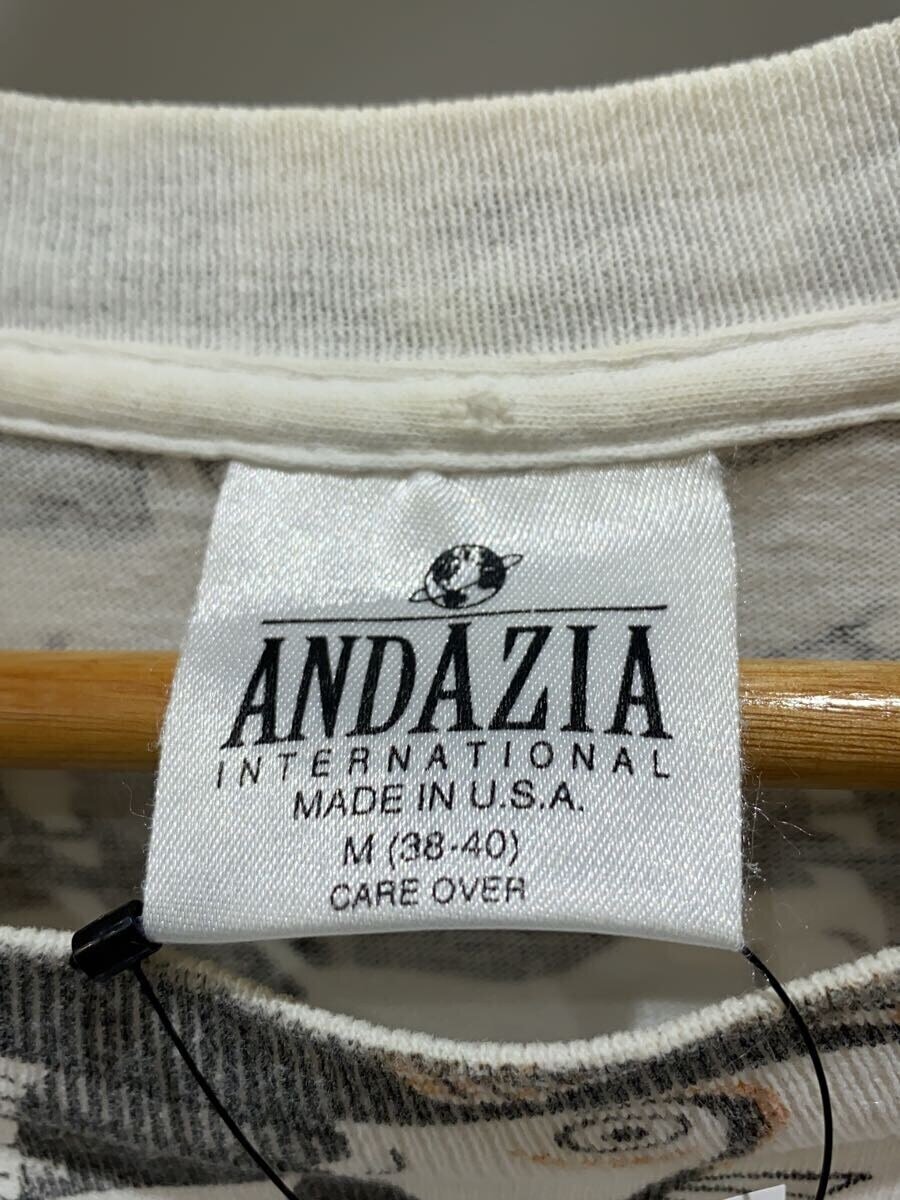 ANDAZIA
INTERNATIONAL
MADE IN U.S.A.
M (38-40)
CARE OVER